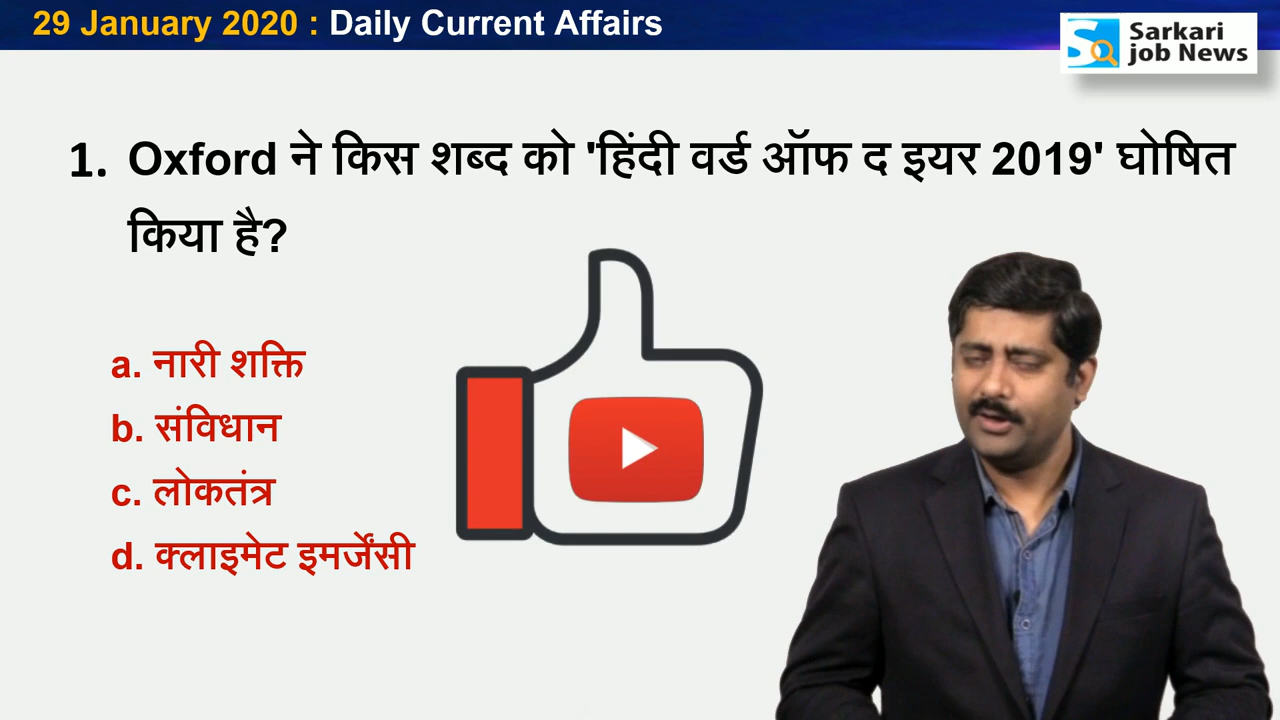 29 January 2020 : Daily Current Affairs
Sarkari
job News
1. Oxford ने किस शब्द को 'हिंदी वर्ड ऑफ द इयर 2019' घोषित
किया है?
a. नारी शक्ति
b. संविधान
c. लोकतंत्र
d. क्लाइमेट इमर्जेंसी